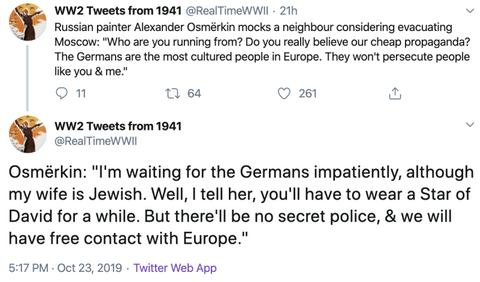 WW2 Tweets from 1941 @RealTimeWWII · 21h
Russian painter Alexander Osmërkin mocks a neighbour considering evacuating
Moscow: "Who are you running from? Do you really believe our cheap propaganda?
The Germans are the most cultured people in Europe. They won't persecute people
like you & me."
11 64 261
WW2 Tweets from 1941
@RealTimeWWII
Osmërkin: "I'm waiting for the Germans impatiently, although
my wife is Jewish. Well, I tell her, you'll have to wear a Star of
David for a while. But there'll be no secret police, & we will
have free contact with Europe."
5:17 PM · Oct 23, 2019 · Twitter Web App